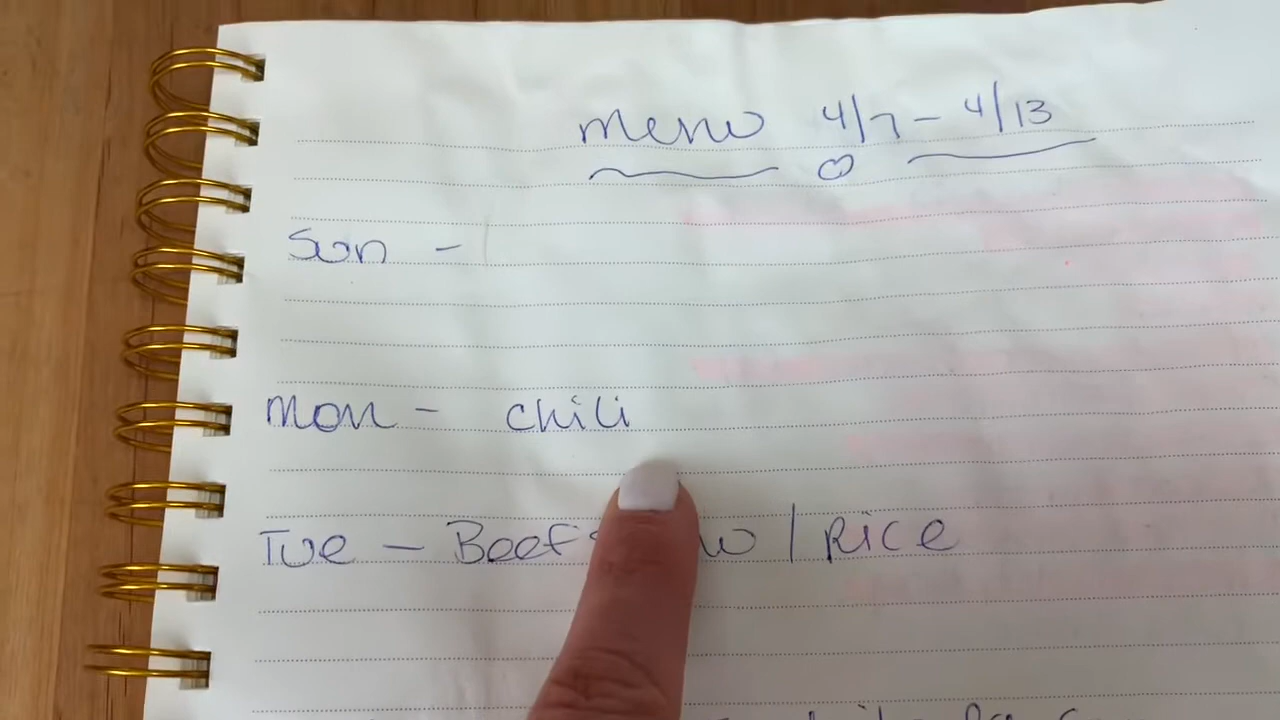 menu 4/7 - 4/13
Sun -
Mon - chili
Tue - Beef w/ Rice